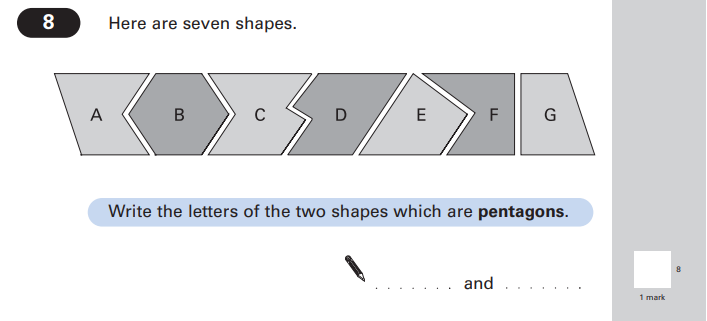 8 Here are seven shapes.
A B C D E F G
Write the letters of the two shapes which are pentagons.
. . . . . . . and . . . . . . .
8
1 mark